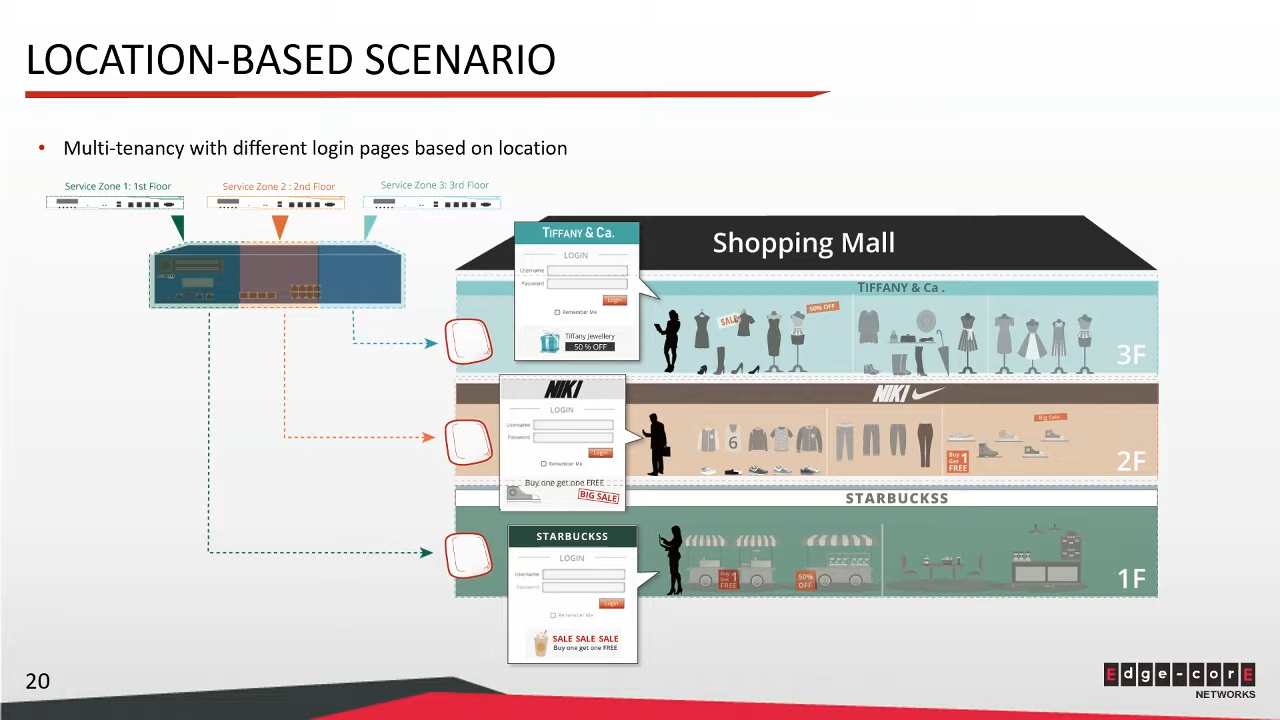 LOCATION-BASED SCENARIO
• Multi-tenancy with different login pages based on location
Service Zone 1: 1st Floor
Service Zone 2 : 2nd Floor
Service Zone 3: 3rd Floor
Shopping Mall
TIFFANY & Ca.
LOGIN
Username
Password
Login
Remember Me
Tiffany Jewellery
50 % OFF
TIFFANY & Ca .
SALE
50% OFF
3F
NIKI
LOGIN
Username
Password
Login
Remember Me
Buy one get one FREE
BIG SALE
NIKI
6
Big Sale
Buy
Get 1
FREE
2F
STARBUCKSS
STARBUCKSS
LOGIN
Username
Password
Login
Remember Me
SALE SALE SALE
Buy one get one FREE
Buy
Get 1
FREE
50%
OFF
1F
20
Edge-corE
NETWORKS